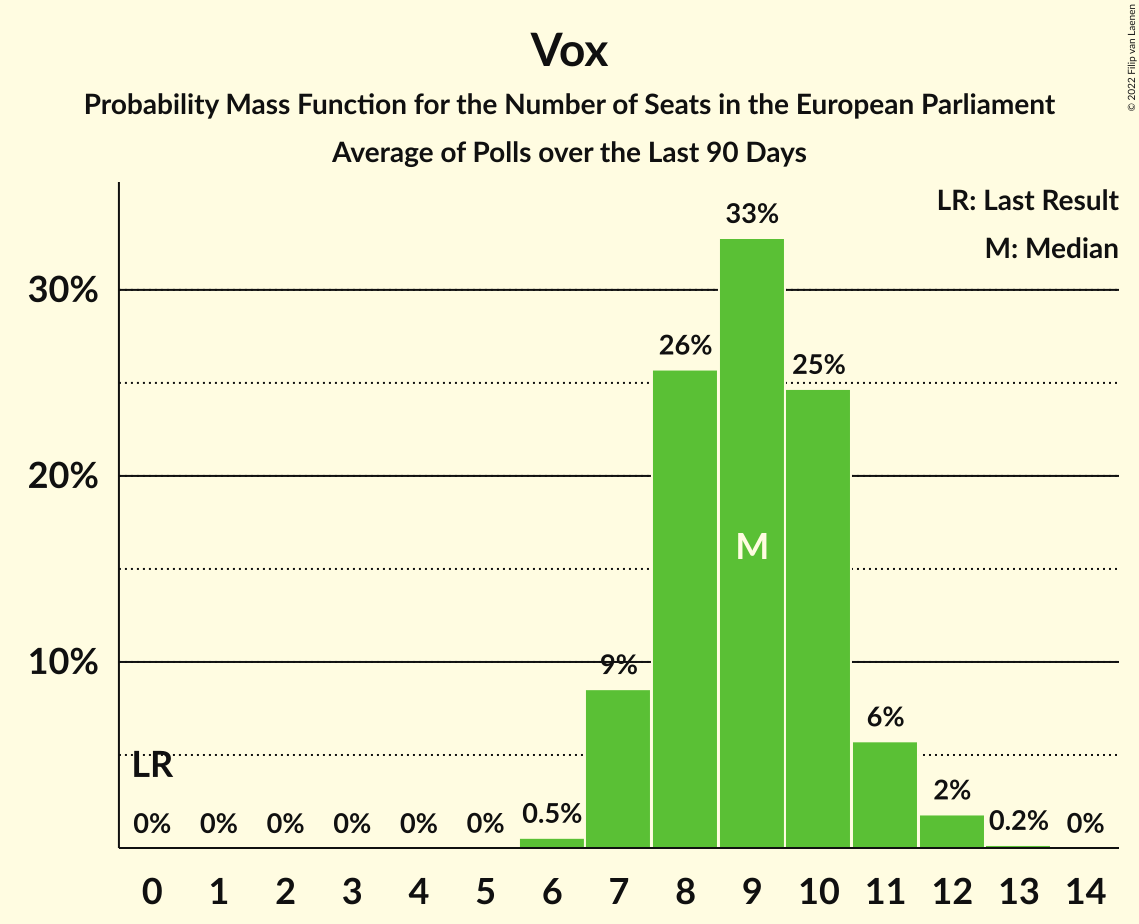 Vox
Probability Mass Function for the Number of Seats in the European Parliament
Average of Polls over the Last 90 Days
© 2022 Filip van Laenen
LR: Last Result
M: Median
33%
30%
26%
25%
20%
M
10%
9%
6%
LR
2%
0% 0% 0% 0% 0% 0% 0.5% 0.2% 0%
0 1 2 3 4 5 6 7 8 9 10 11 12 13 14